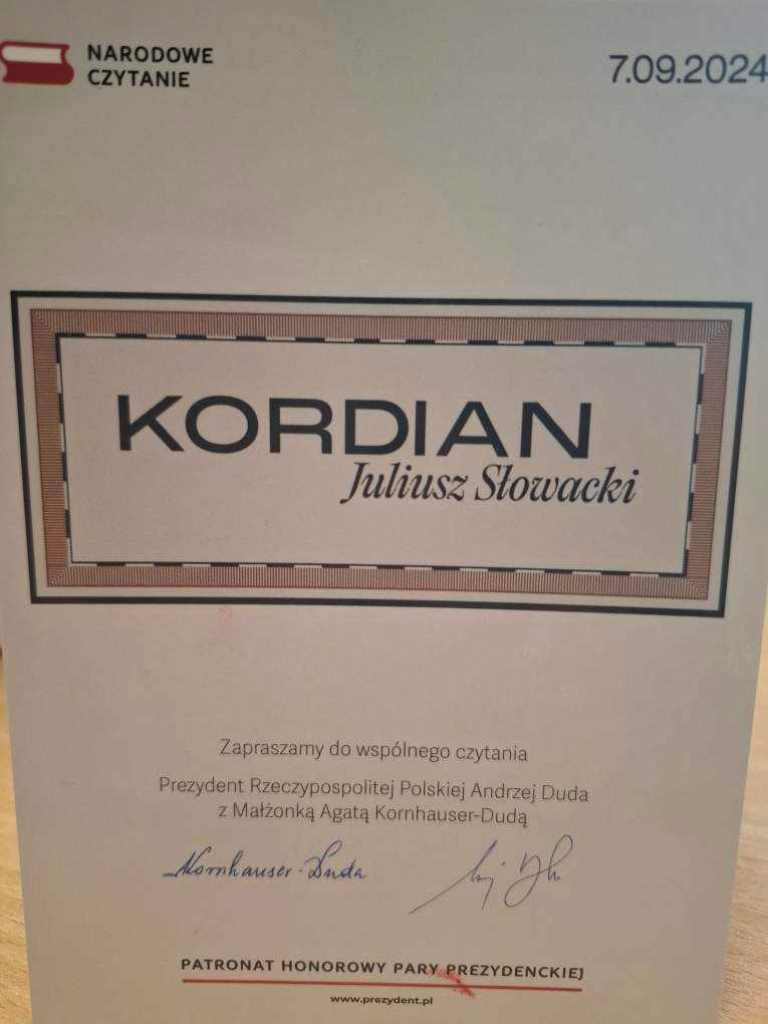 NARODOWE
CZYTANIE
7.09.2024
KORDIAN
Juliusz Słowacki
Zapraszamy do wspólnego czytania
Prezydent Rzeczypospolitej Polskiej Andrzej Duda
z Małżonką Agatą Kornhauser-Dudą
AKornhauser-Duda
PATRONAT HONOROWY PARY PREZYDENCKIEJ
www.prezydent.pl